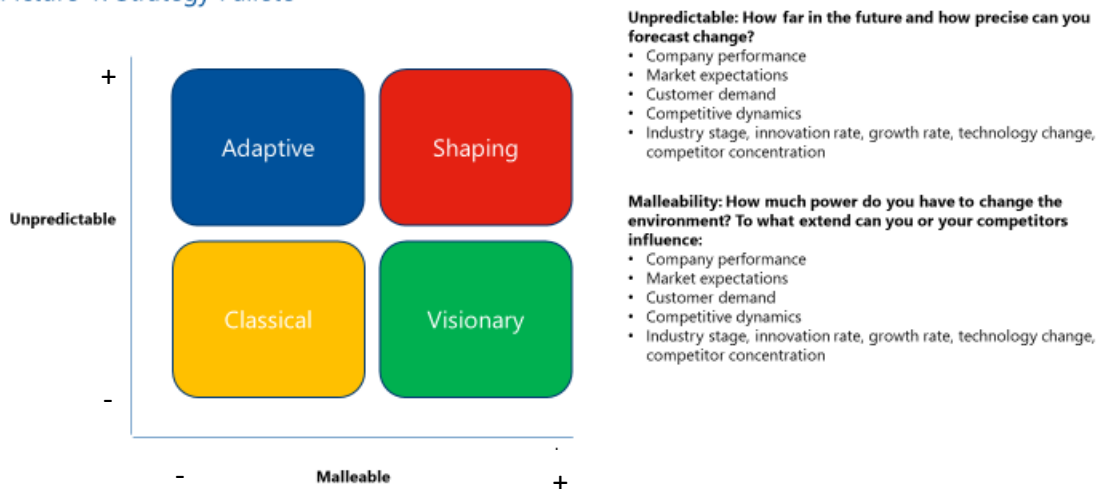 Unpredictable: How far in the future and how precise can you
forecast change?
• Company performance
• Market expectations
• Customer demand
• Competitive dynamics
• Industry stage, innovation rate, growth rate, technology change,
competitor concentration
Malleability: How much power do you have to change the
environment? To what extend can you or your competitors
influence:
• Company performance
• Market expectations
• Customer demand
• Competitive dynamics
• Industry stage, innovation rate, growth rate, technology change,
competitor concentration
+
Adaptive
Shaping
Unpredictable
Classical
Visionary
-
- Malleable +